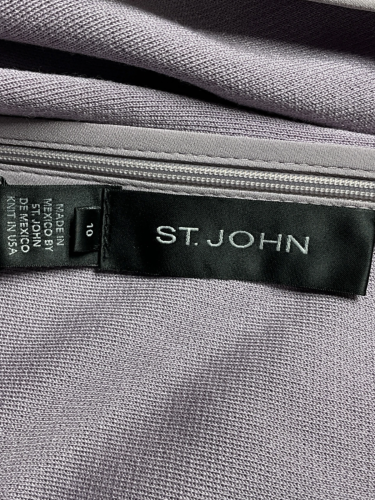 MADE IN
MEXICO BY
ST. JOHN
DE MEXICO
KNIT IN USA
10
ST. JOHN